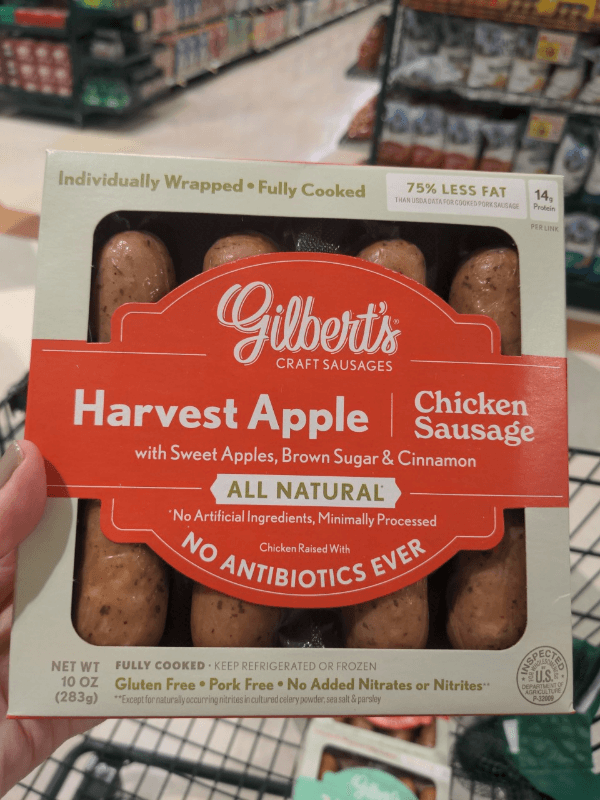 Individually Wrapped • Fully Cooked
75% LESS FAT
THAN USDA DATA FOR COOKED PORK SAUSAGE
14g
Protein
PER LINK
Gilbert's
CRAFT SAUSAGES
Harvest Apple
Chicken
Sausage
with Sweet Apples, Brown Sugar & Cinnamon
ALL NATURAL*
*No Artificial Ingredients, Minimally Processed
Chicken Raised With
NO ANTIBIOTICS EVER
NET WT
10 OZ
(283g)
FULLY COOKED • KEEP REFRIGERATED OR FROZEN
Gluten Free • Pork Free • No Added Nitrates or Nitrites**
**Except for naturally occurring nitrites in cultured celery powder, sea salt & parsley
INSPECTED
U.S.
DEPARTMENT OF
AGRICULTURE
P-32009
Gilbert's